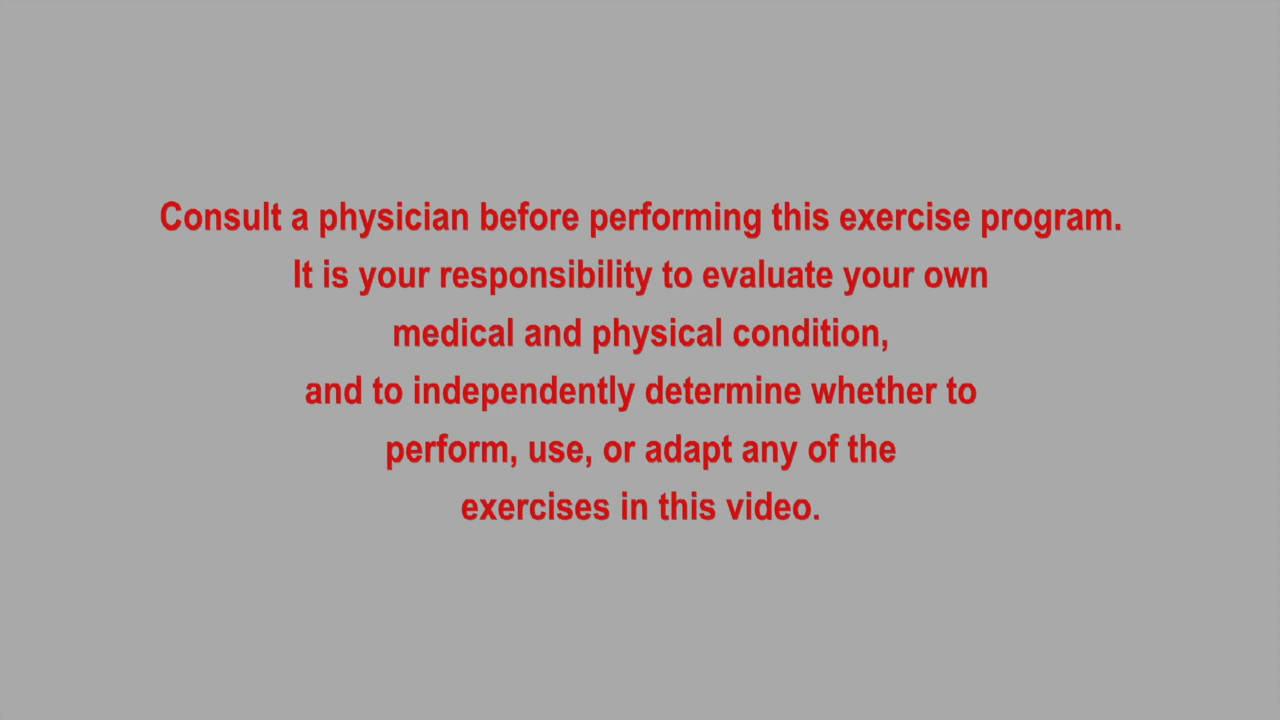 Consult a physician before performing this exercise program.
It is your responsibility to evaluate your own
medical and physical condition,
and to independently determine whether to
perform, use, or adapt any of the
exercises in this video.